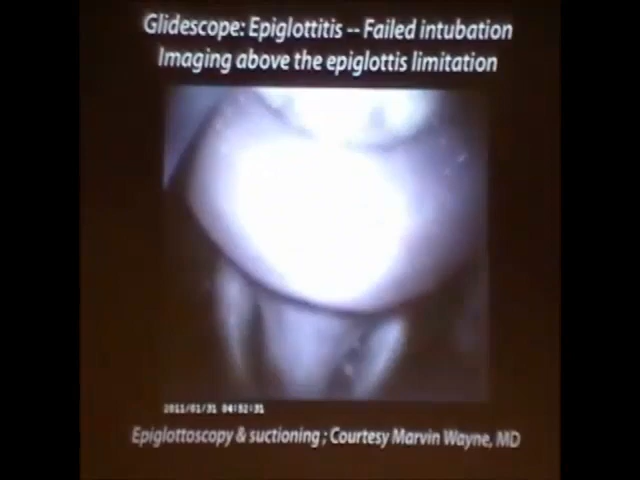 Glidescope: Epiglottitis -- Failed intubation
Imaging above the epiglottis limitation
2011/01/31 04:52:31
Epiglottoscopy & suctioning ; Courtesy Marvin Wayne, MD